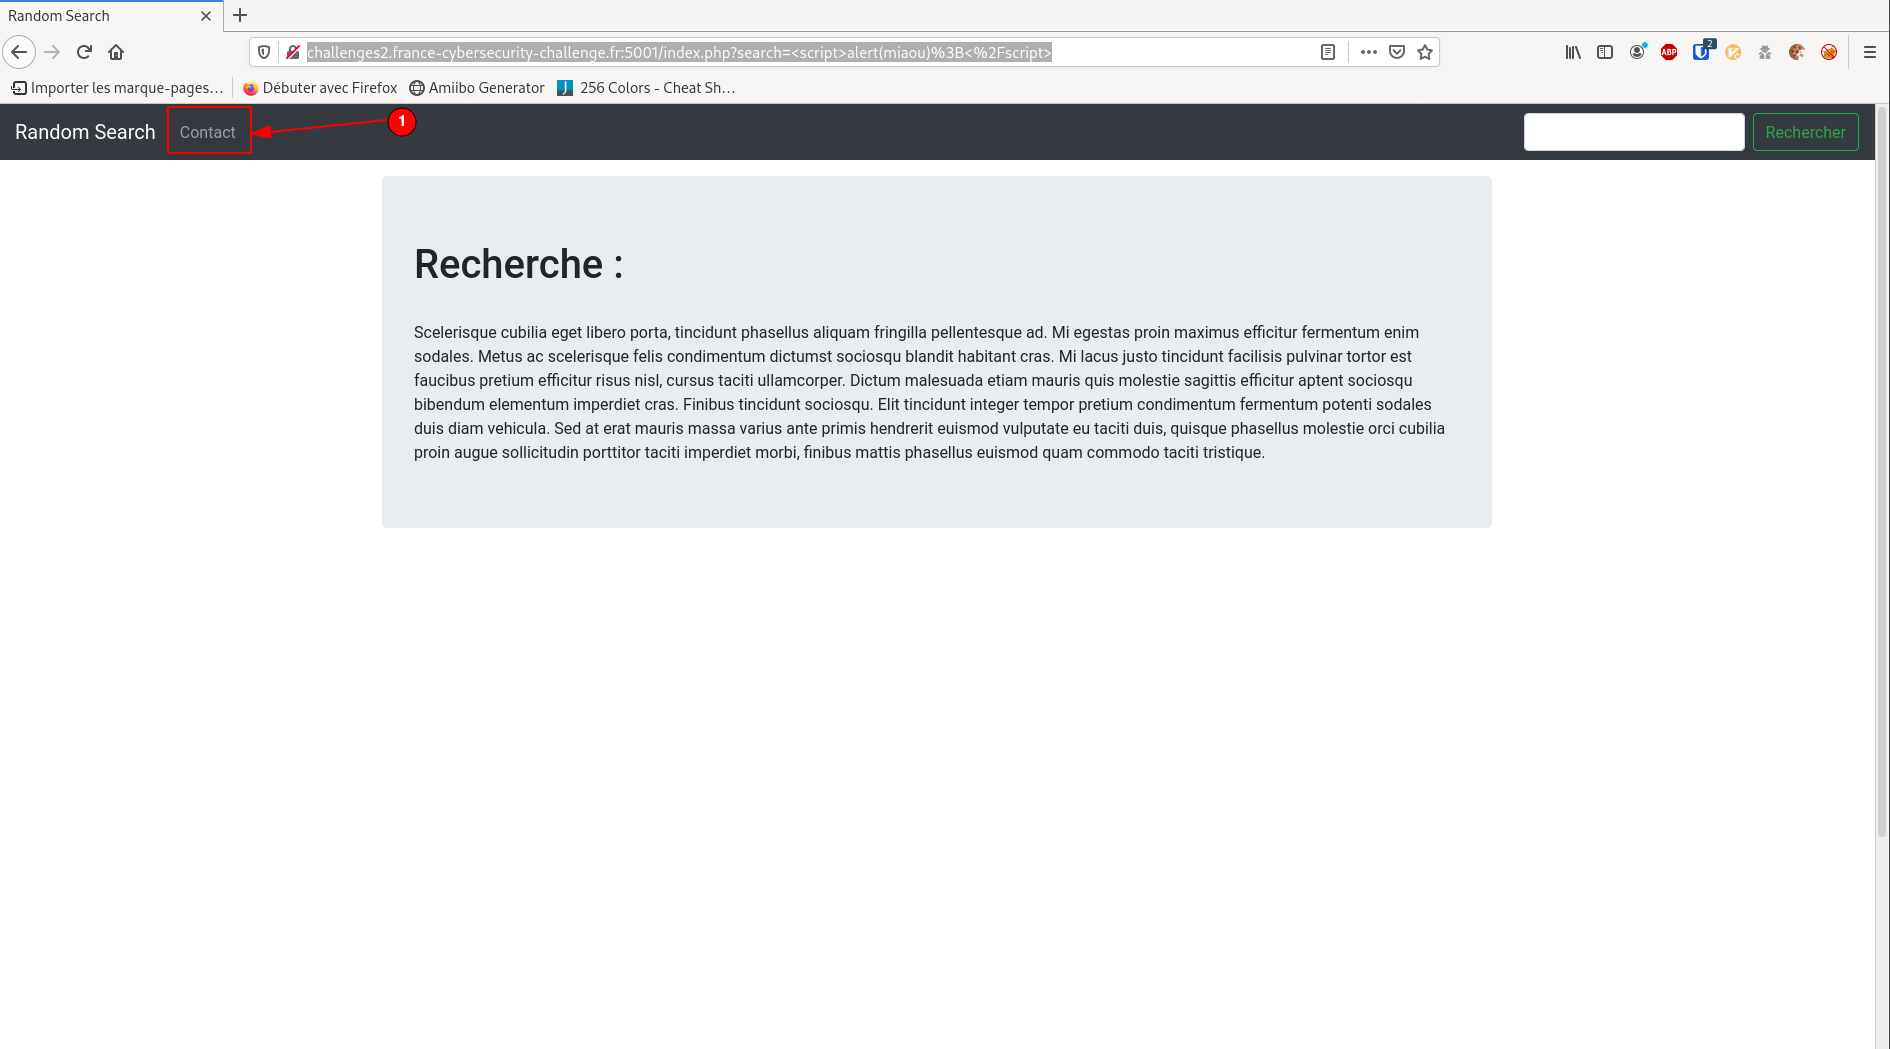 Random Search
challenges2.france-cybersecurity-challenge.fr:5001/index.php?search=<script>alert(miaou)%3B<%2Fscript>
ABP
2
Importer les marque-pages… Débuter avec Firefox Amiibo Generator J 256 Colors - Cheat Sh…
Random Search Contact 1 Rechercher
Recherche :
Scelerisque cubilia eget libero porta, tincidunt phasellus aliquam fringilla pellentesque ad. Mi egestas proin maximus efficitur fermentum enim
sodales. Metus ac scelerisque felis condimentum dictumst sociosqu blandit habitant cras. Mi lacus justo tincidunt facilisis pulvinar tortor est
faucibus pretium efficitur risus nisl, cursus taciti ullamcorper. Dictum malesuada etiam mauris quis molestie sagittis efficitur aptent sociosqu
bibendum elementum imperdiet cras. Finibus tincidunt sociosqu. Elit tincidunt integer tempor pretium condimentum fermentum potenti sodales
duis diam vehicula. Sed at erat mauris massa varius ante primis hendrerit euismod vulputate eu taciti duis, quisque phasellus molestie orci cubilia
proin augue sollicitudin porttitor taciti imperdiet morbi, finibus mattis phasellus euismod quam commodo taciti tristique.